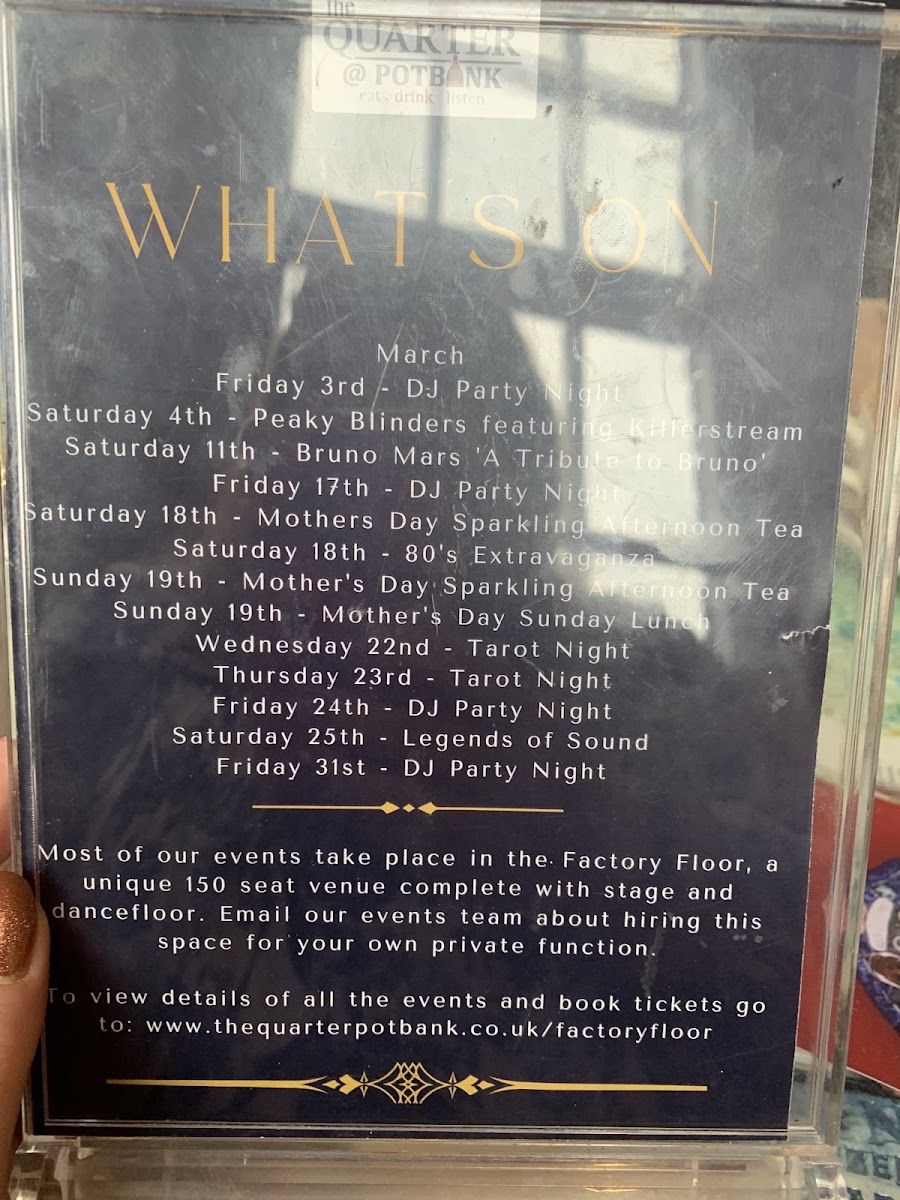 the
QUARTER
@ POTBANK
eat . drink . listen
WHAT'S ON
March
Friday 3rd - DJ Party Night
Saturday 4th - Peaky Blinders featuring Killerstream
Saturday 11th - Bruno Mars 'A Tribute to Bruno'
Friday 17th - DJ Party Night
Saturday 18th - Mothers Day Sparkling Afternoon Tea
Saturday 18th - 80's Extravaganza
Sunday 19th - Mother's Day Sparkling Afternoon Tea
Sunday 19th - Mother's Day Sunday Lunch
Wednesday 22nd - Tarot Night
Thursday 23rd - Tarot Night
Friday 24th - DJ Party Night
Saturday 25th - Legends of Sound
Friday 31st - DJ Party Night
Most of our events take place in the Factory Floor, a
unique 150 seat venue complete with stage and
dancefloor. Email our events team about hiring this
space for your own private function.
To view details of all the events and book tickets go
to: www.thequarterpotbank.co.uk/factoryfloor